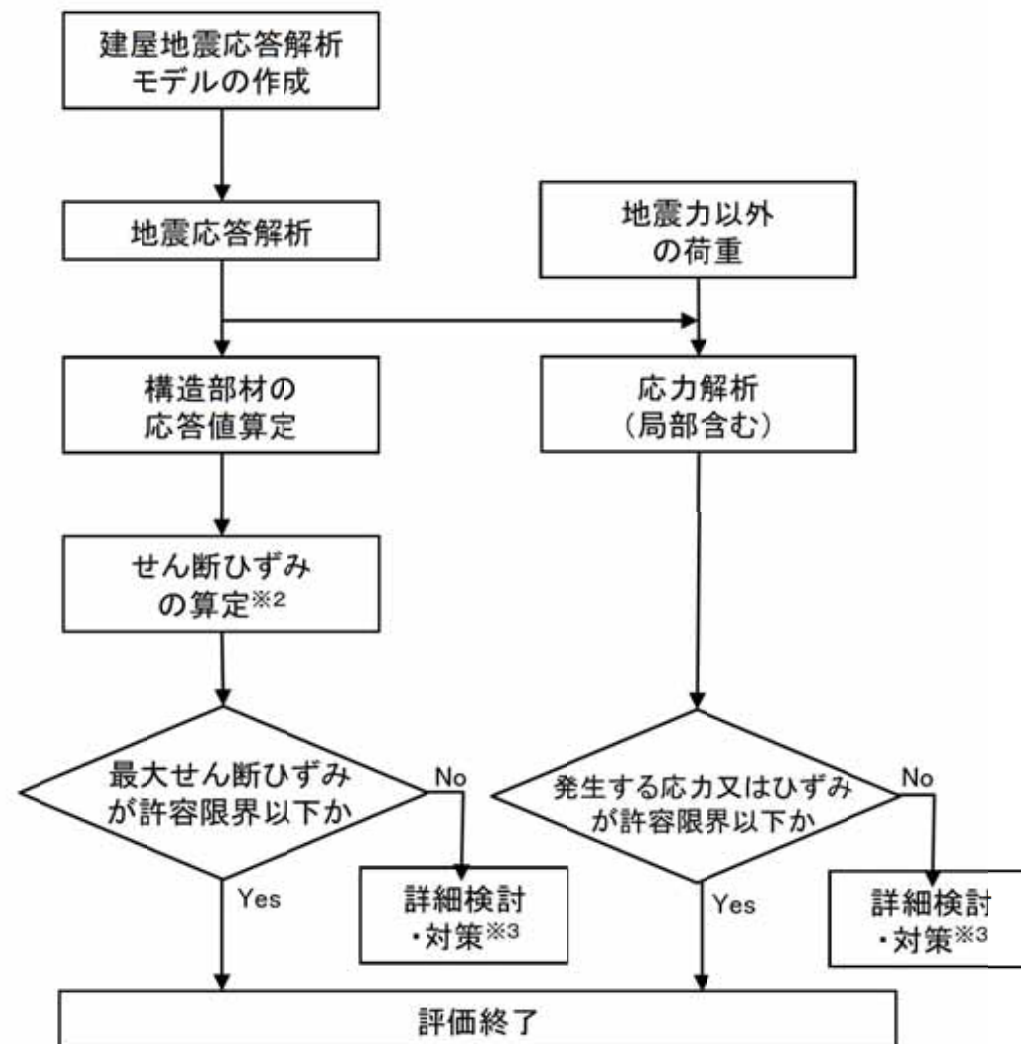 建屋地震応答解析
モデルの作成
地震応答解析
地震力以外
の荷重
構造部材の
応答値算定
応力解析
（局部含む）
せん断ひずみ
の算定※2
最大せん断ひずみ
が許容限界以下か
No
発生する応力又はひずみ
が許容限界以下か
No
Yes
詳細検討
・対策※3
Yes
詳細検討
・対策※3
評価終了